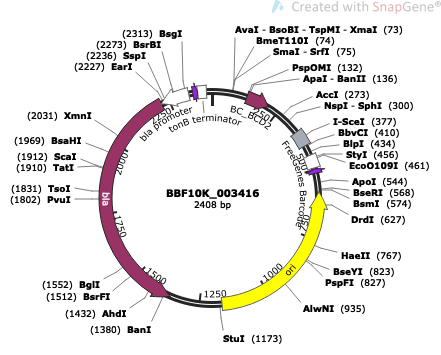 Created with SnapGene®
(2313) BsgI
(2273) BsrBI
(2236) SspI
(2227) EarI
AvaI - BsoBI - TspMI - XmaI (73)
BmeT110I (74)
SmaI - SrfI (75)
PspOMI (132)
ApaI - BanII (136)
AccI (273)
NspI - SphI (300)
I-SceI (377)
BbvCI (410)
BlpI (434)
StyI (456)
EcoO109I (461)
ApoI (544)
BseRI (568)
BsmI (574)
DrdI (627)
HaeII (767)
BseYI (823)
PspFI (827)
AlwNI (935)
StuI (1173)
(2031) XmnI
(1969) BsaHI
(1912) ScaI
(1910) TatI
(1831) TsoI
(1802) PvuI
(1552) BglI
(1512) BsrFI
(1432) AhdI
(1380) BanI
bla promoter
tonB terminator
BC_BCD2
FreeGenes Barcode
bla
ori
BBF10K_003416
2408 bp
250
500
750
1000
1250
1500
1750
2000
2250